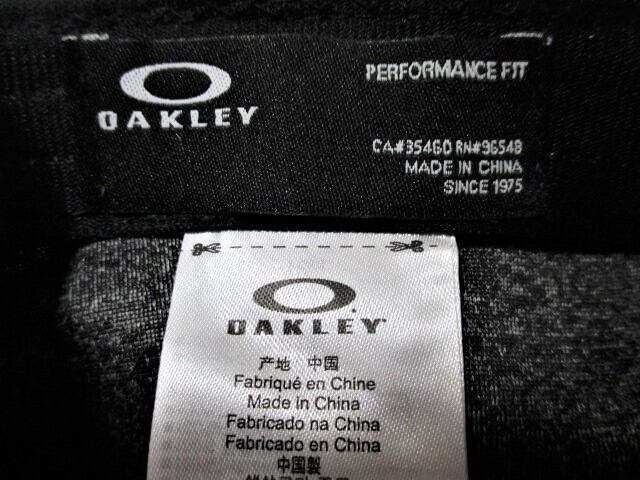 OAKLEY
PERFORMANCE FIT
CA#35460 RN#96548
MADE IN CHINA
SINCE 1975
OAKLEY
产地 中国
Fabriqué en Chine
Made in China
Fabricado na China
Fabricado en China
中国製